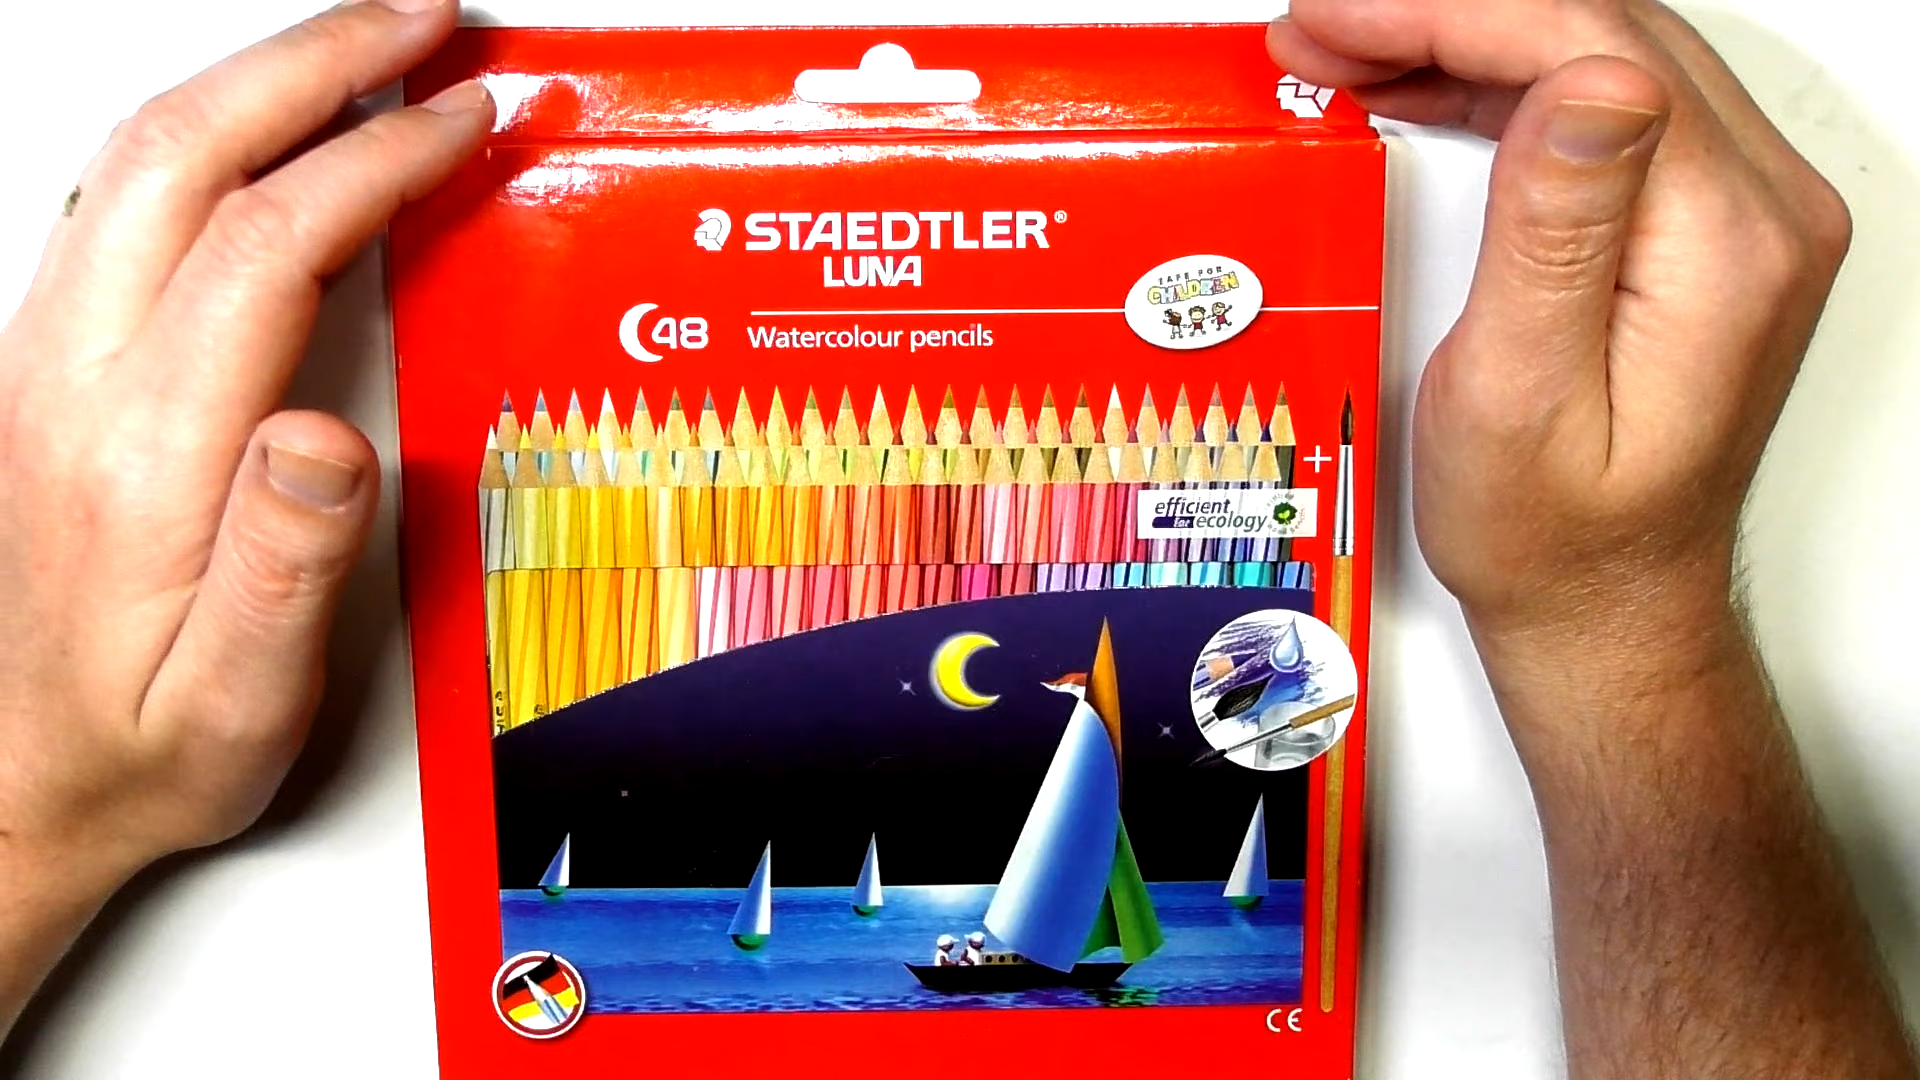 STAEDTLER®
LUNA
SAFE FOR
CHILDREN
48 Watercolour pencils
+
efficient
for ecology
CE